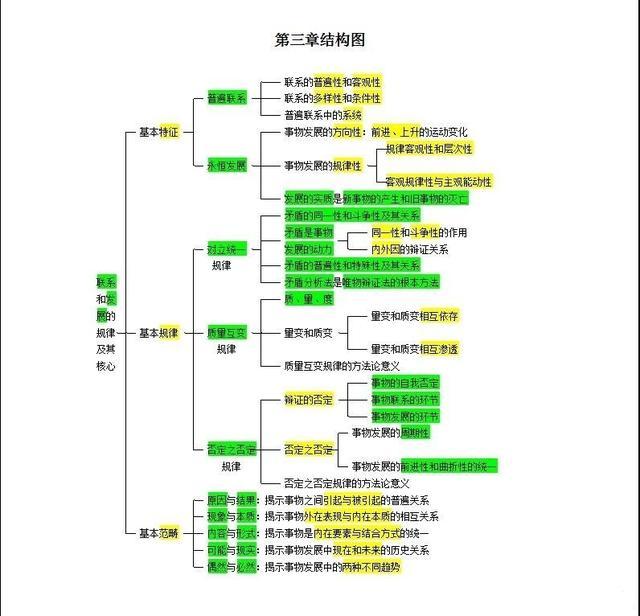 第三章结构图
联系的普遍性和客观性
普遍联系
联系的多样性和条件性
普遍联系中的系统
基本特征
事物发展的方向性：前进、上升的运动变化
规律客观性和层次性
永恒发展
事物发展的规律性
客观规律性与主观能动性
发展的实质是新事物的产生和旧事物的灭亡
矛盾的同一性和斗争性及其关系
矛盾是事物
发展的动力
同一性和斗争性的作用
内外因的辩证关系
对立统一
规律
矛盾的普遍性和特殊性及其关系
矛盾分析法是唯物辩证法的根本方法
联系
和发
展的
规律
及其
核心
质、量、度
基本规律
质量互变
规律
量变和质变
量变和质变相互依存
量变和质变相互渗透
质量互变规律的方法论意义
事物的自我否定
辩证的否定
事物联系的环节
事物发展的环节
事物发展的周期性
否定之否定
规律
否定之否定
事物发展的前进性和曲折性的统一
否定之否定规律的方法论意义
原因与结果：揭示事物之间引起与被引起的普遍关系
现象与本质：揭示事物外在表现与内在本质的相互关系
基本范畴
内容与形式：揭示事物是内在要素与结合方式的统一
可能与现实：揭示事物发展中现在和未来的历史关系
偶然与必然：揭示事物发展中的两种不同趋势